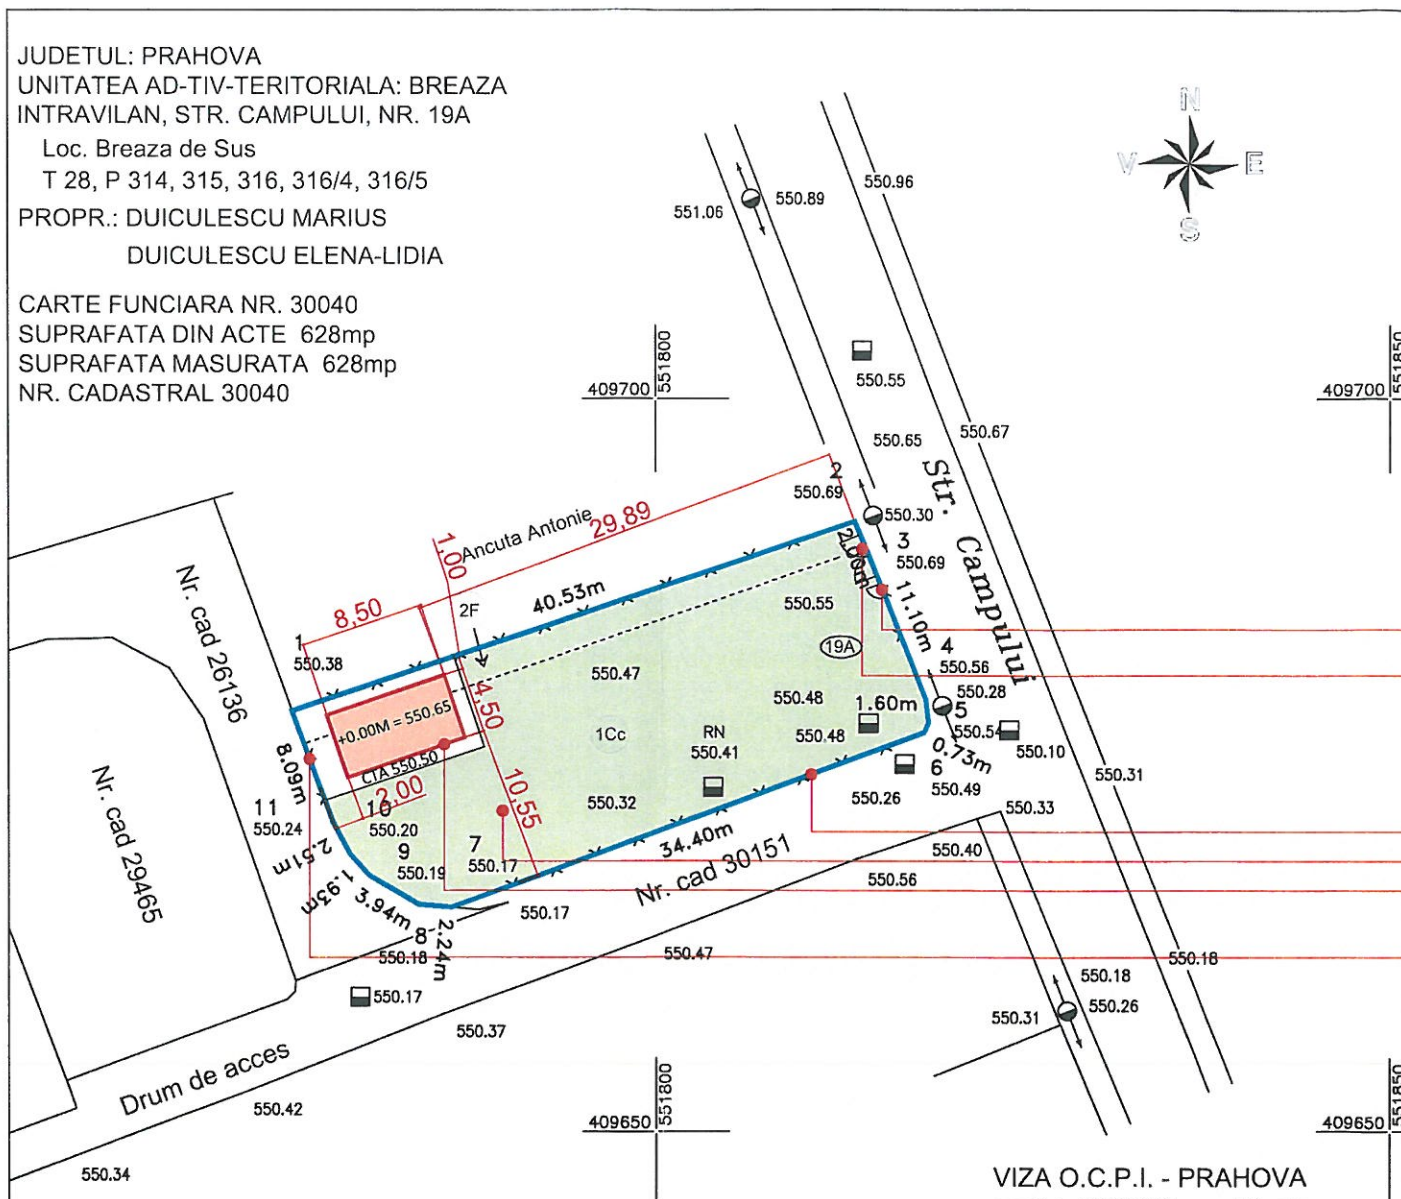 JUDETUL: PRAHOVA
UNITATEA AD-TIV-TERITORIALA: BREAZA
INTRAVILAN, STR. CAMPULUI, NR. 19A
Loc. Breaza de Sus
T 28, P 314, 315, 316, 316/4, 316/5
PROPR.: DUICULESCU MARIUS
DUICULESCU ELENA-LIDIA
CARTE FUNCIARA NR. 30040
SUPRAFATA DIN ACTE 628mp
SUPRAFATA MASURATA 628mp
NR. CADASTRAL 30040
N
V
E
S
550.96
550.89
551.06
550.55
551800
409700
551850
409700
550.67
550.65
2
550.69
Str. Campului
550.30
3
550.69
Ancuta Antonie
29,89
1,00
2,00m
11.10m
8,50
2F
40.53m
550.55
19A
4
550.56
550.28
1
550.38
Nr. cad 26136
550.47
550.48
1.60m
5
550.54
550.10
4,50
+0.00M = 550.65
CTA 550.50
1Cc
RN
550.41
550.48
0.73m
6
550.49
550.31
8.09m
2,00
10,55
550.32
550.26
550.33
Nr. cad 29465
11
550.24
10
550.20
9
550.19
7
550.17
34.40m
550.40
2.51m
1.93m
3.94m
Nr. cad 30151
550.56
550.17
8
550.18
2.24m
550.47
550.18
550.17
550.18
550.26
550.31
550.37
Drum de acces
550.42
551800
409650
551850
409650
550.34
VIZA O.C.P.I. - PRAHOVA